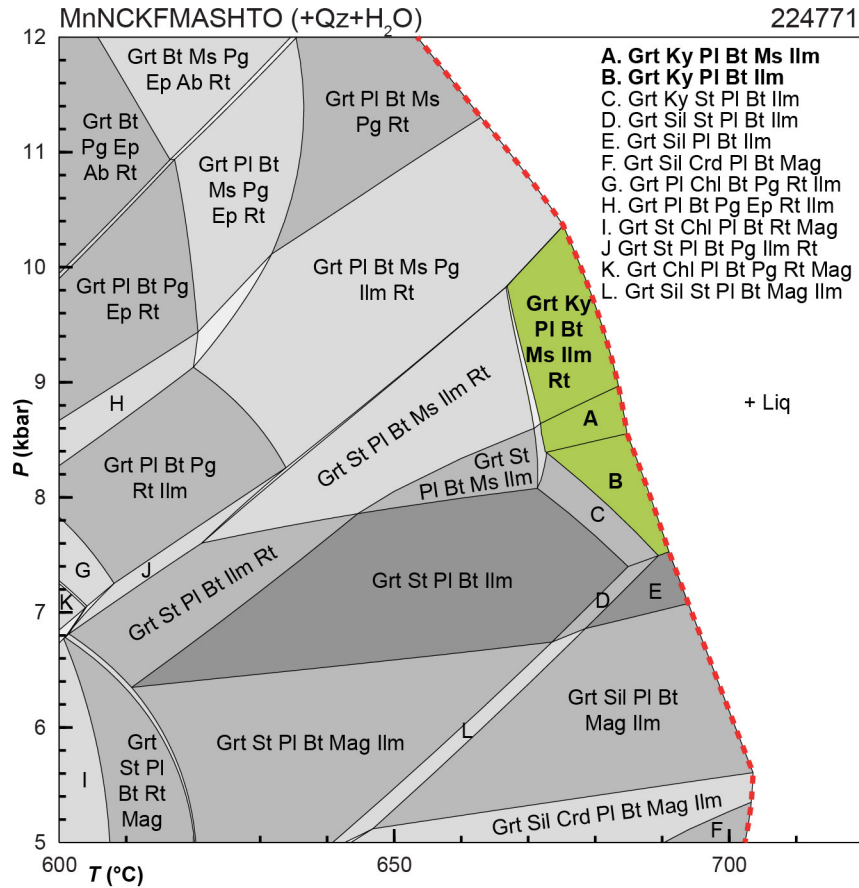 MnNCKFMASHTO (+Qz+H₂O)
224771
12
11
10
9
8
7
6
5
P (kbar)
600
650
700
T (°C)
A. Grt Ky Pl Bt Ms Ilm
B. Grt Ky Pl Bt Ilm
C. Grt Ky St Pl Bt Ilm
D. Grt Sil St Pl Bt Ilm
E. Grt Sil Pl Bt Ilm
F. Grt Sil Crd Pl Bt Mag
G. Grt Pl Chl Bt Pg Rt Ilm
H. Grt Pl Bt Pg Ep Rt Ilm
I. Grt St Chl Pl Bt Rt Mag
J Grt St Pl Bt Pg Ilm Rt
K. Grt Chl Pl Bt Pg Rt Mag
L. Grt Sil St Pl Bt Mag Ilm
Grt Bt Ms Pg
Ep Ab Rt
Grt Bt
Pg Ep
Ab Rt
Grt Pl Bt Ms
Pg Rt
Grt Pl Bt
Ms Pg
Ep Rt
Grt Pl Bt Pg
Ep Rt
Grt Pl Bt Ms Pg
Ilm Rt
Grt Ky
Pl Bt
Ms Ilm
Rt
H
A
+ Liq
Grt St Pl Bt Ms Ilm Rt
Grt Pl Bt Pg
Rt Ilm
Grt St
Pl Bt Ms Ilm
B
C
G
J
K
Grt St Pl Bt Ilm Rt
Grt St Pl Bt Ilm
D
E
Grt Sil Pl Bt
Mag Ilm
L
Grt St Pl Bt Mag Ilm
Grt
St Pl
Bt Rt
Mag
I
Grt Sil Crd Pl Bt Mag Ilm
F